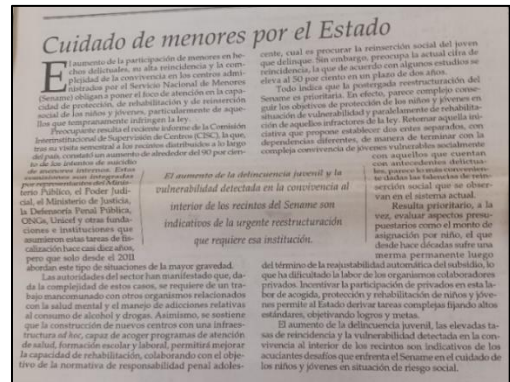 Cuidado de menores por el Estado
El aumento de la participación de menores en he-
chos delictuales, su alta reincidencia y la com-
plejidad de la convivencia en los centros admi-
nistrados por el Servicio Nacional de Menores
(Sename) obligan a poner el foco de atención en la capa-
cidad de protección, de rehabilitación y de reinserción
social de los niños y jóvenes, particularmente de aque-
llos que tempranamente infringen la ley.
Preocupante resulta el reciente informe de la Comisión
Interinstitucional de Supervisión de Centros (CISC), la que,
tras su visita semestral a los recintos distribuidos a lo largo
del país, constató un aumento de alrededor del 90 por cien-
to de los intentos de suicidio
de menores internos. Estas
comisiones son integradas
por representantes del Minis-
terio Público, el Poder Judi-
cial, el Ministerio de Justicia,
la Defensoría Penal Pública,
ONGs, Unicef y otras funda-
ciones e instituciones que
asumieron estas tareas de fis-
calización hace casi diez años,
pero que solo desde el 2011
abordan este tipo de situaciones de la mayor gravedad.
Las autoridades del sector han manifestado que, da-
da la complejidad de estos casos, se requiere de un tra-
bajo mancomunado con otros organismos relacionados
con la salud mental y el manejo de adicciones relativas
al consumo de alcohol y drogas. Asimismo, se sostiene
que la construcción de nuevos centros con una infraes-
tructura ad hoc, capaz de acoger programas de atención
de salud, formación escolar y laboral, permitirá mejorar
la capacidad de rehabilitación, colaborando con el obje-
tivo de la normativa de responsabilidad penal adoles-
El aumento de la delincuencia juvenil y la
vulnerabilidad detectada en la convivencia al
interior de los recintos del Sename son
indicativos de la urgente reestructuración
que requiere esa institución.
cente, cual es procurar la reinserción social del joven
que delinque. Sin embargo, preocupa la actual cifra de
reincidencia, la que de acuerdo con algunos estudios se
eleva al 50 por ciento en un plazo de dos años.
Todo indica que la postergada reestructuración del
Sename es prioritaria. En efecto, parece complejo conse-
guir los objetivos de protección de los niños y jóvenes en
situación de vulnerabilidad y paralelamente de rehabilita-
ción de aquellos infractores de la ley. Retomar aquella ini-
ciativa que propone establecer dos entes separados, con
dependencias diferentes, de manera de terminar con la
compleja convivencia de jóvenes vulnerables socialmente
con aquellos que cuentan
con antecedentes delictua-
les, parece lo más convenien-
te dadas las falencias de rein-
serción social que se obser-
van en el sistema actual.
Resulta prioritario, a la
vez, evaluar aspectos presu-
puestarios como el monto de
asignación por niño, el que
desde hace décadas sufre una
merma permanente luego
del término de la reajustabilidad automática del subsidio, lo
que ha dificultado la labor de los organismos colaboradores
privados. Incentivar la participación de privados en esta la-
bor de acogida, protección y rehabilitación de niños y jóve-
nes permite al Estado derivar tareas complejas fijando altos
estándares, objetivando logros y metas.
El aumento de la delincuencia juvenil, las elevadas ta-
sas de reincidencia y la vulnerabilidad detectada en la con-
vivencia al interior de los recintos son indicativos de los
acuciantes desafíos que enfrenta el Sename en el cuidado de
los niños y jóvenes en situación de riesgo social.